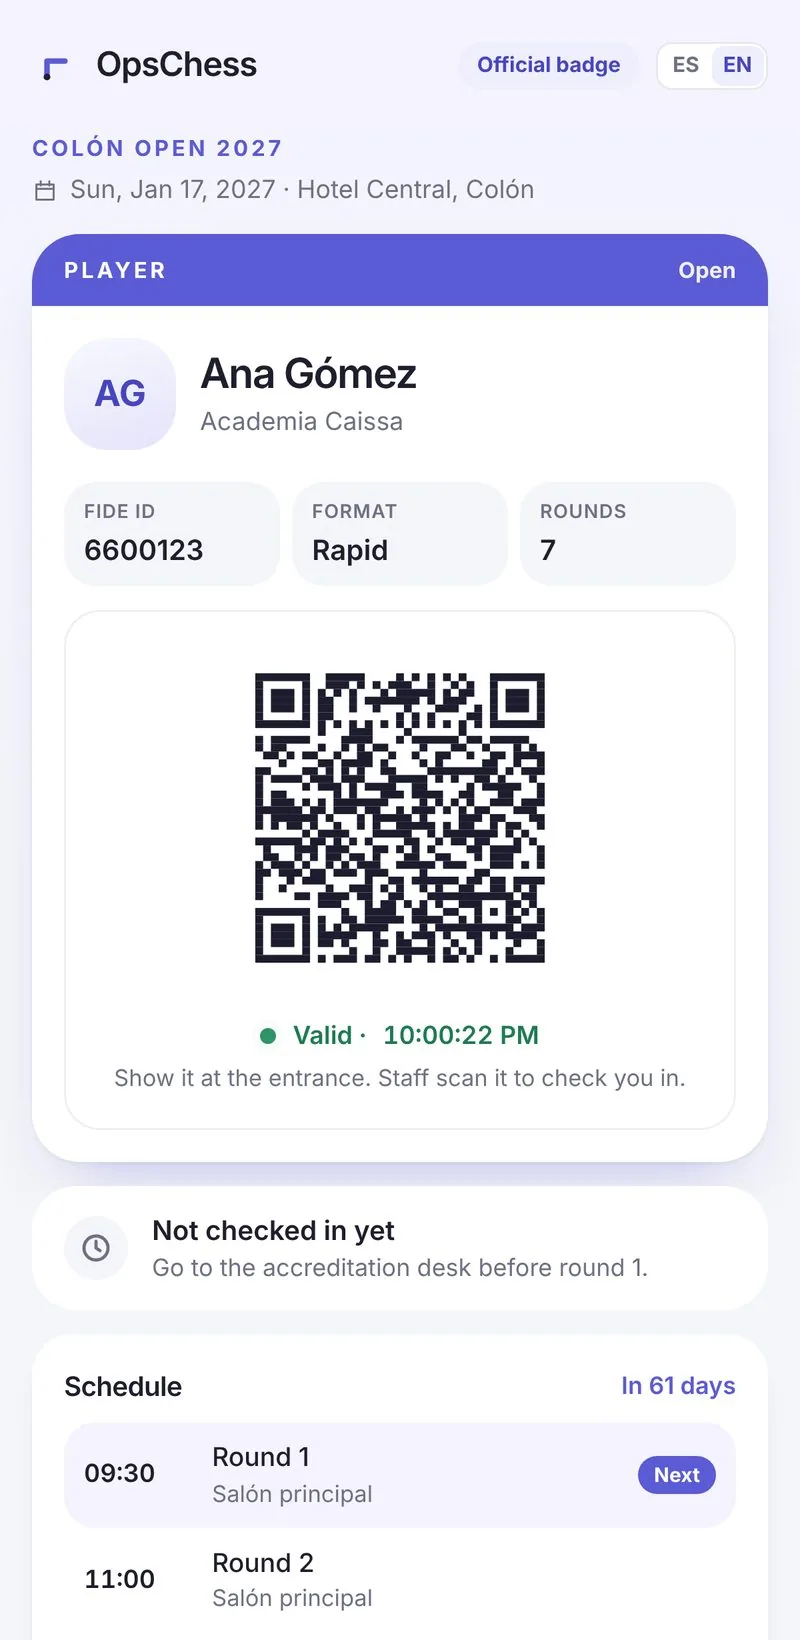 OpsChess
Official badge
ES EN
COLÓN OPEN 2027
Sun, Jan 17, 2027 · Hotel Central, Colón
PLAYER
Open
AG
Ana Gómez
Academia Caissa
FIDE ID
6600123
FORMAT
Rapid
ROUNDS
7
Valid · 10:00:22 PM
Show it at the entrance. Staff scan it to check you in.
Not checked in yet
Go to the accreditation desk before round 1.
Schedule
In 61 days
09:30
Round 1
Salón principal
Next
11:00
Round 2
Salón principal